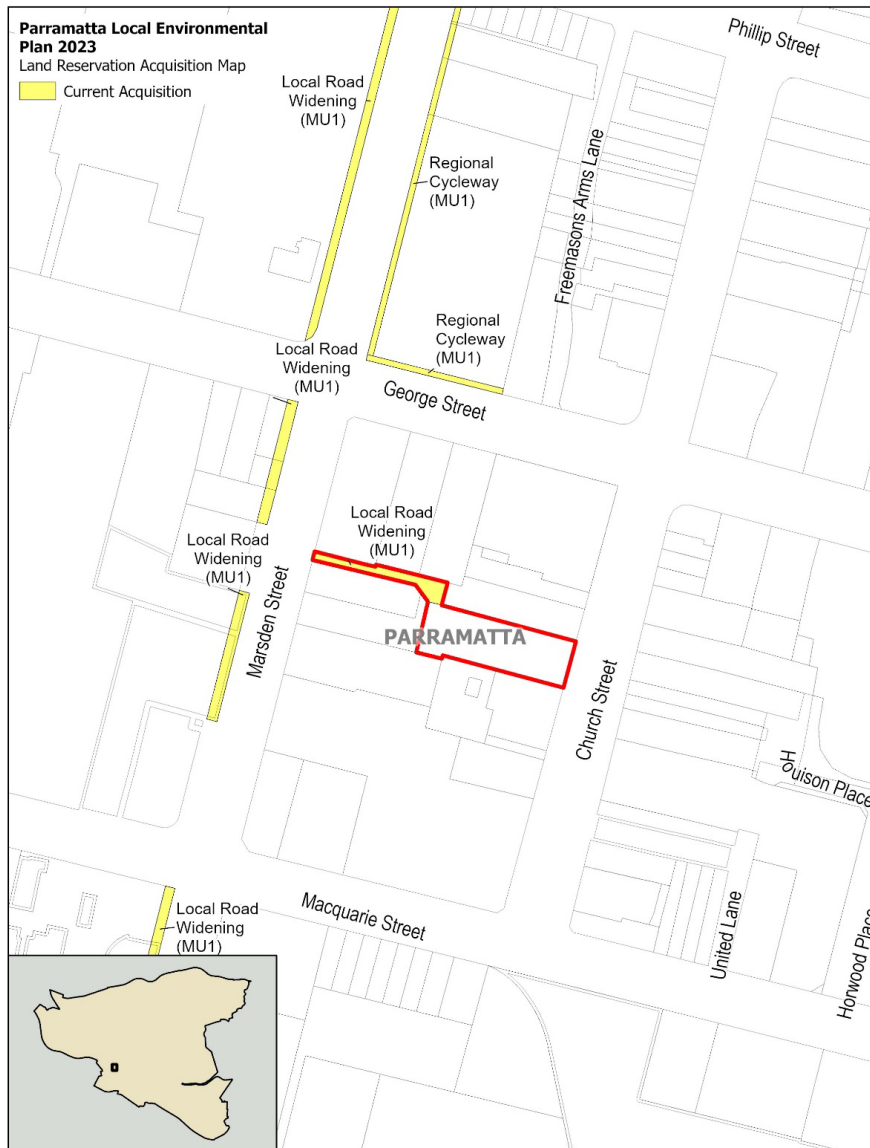 Parramatta Local Environmental
Plan 2023
Land Reservation Acquisition Map
Current Acquisition
Phillip Street
Local Road
Widening
(MU1)
Regional
Cycleway
(MU1)
Freemasons Arms Lane
Regional
Cycleway
(MU1)
Local Road
Widening
(MU1)
George Street
Local Road
Widening
(MU1)
Local Road
Widening
(MU1)
Marsden Street
PARRAMATTA
Church Street
Houison Place
Macquarie Street
United Lane
Horwood Place
Local Road
Widening
(MU1)